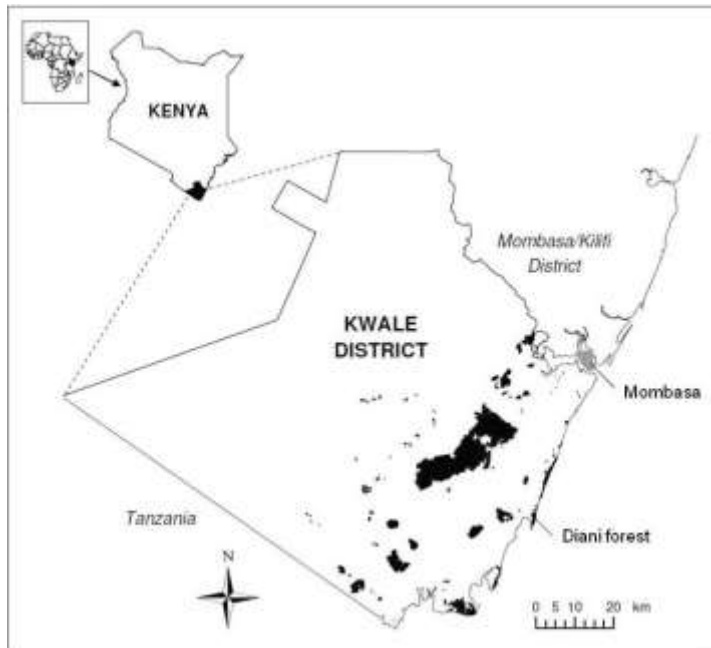 KENYA
Mombasa/Kilifi
District
KWALE
DISTRICT
Mombasa
Tanzania
Diani forest
N
0 5 10 20 km